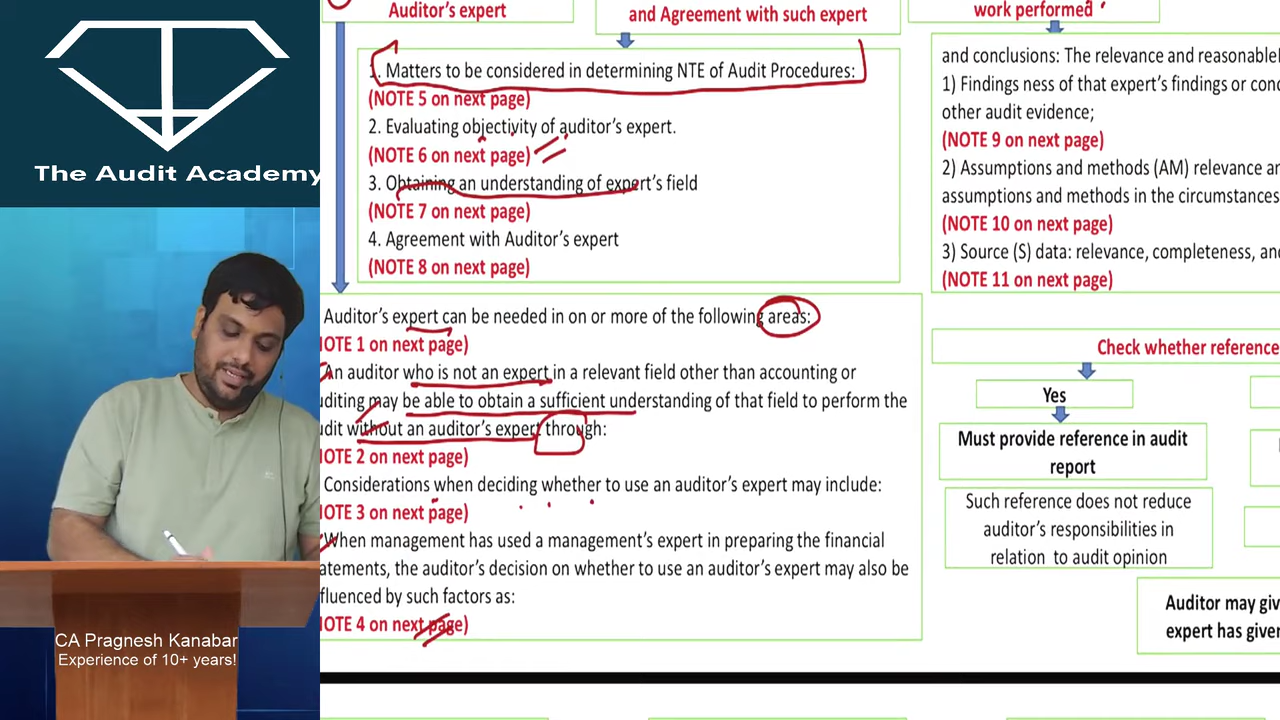 The Audit Academy
CA Pragnesh Kanabar
Experience of 10+ years!
Auditor's expert
and Agreement with such expert
work performed
1. Matters to be considered in determining NTE of Audit Procedures:
(NOTE 5 on next page)
2. Evaluating objectivity of auditor's expert.
(NOTE 6 on next page)
3. Obtaining an understanding of expert's field
(NOTE 7 on next page)
4. Agreement with Auditor's expert
(NOTE 8 on next page)
Auditor's expert can be needed in on or more of the following areas:
OTE 1 on next page)
An auditor who is not an expert in a relevant field other than accounting or
uditing may be able to obtain a sufficient understanding of that field to perform the
udit without an auditor's expert through:
OTE 2 on next page)
Considerations when deciding whether to use an auditor's expert may include:
OTE 3 on next page)
When management has used a management's expert in preparing the financial
atements, the auditor's decision on whether to use an auditor's expert may also be
fluenced by such factors as:
OTE 4 on next page)
and conclusions: The relevance and reasonable
1) Findings ness of that expert's findings or conc
other audit evidence;
(NOTE 9 on next page)
2) Assumptions and methods (AM) relevance an
assumptions and methods in the circumstances
(NOTE 10 on next page)
3) Source (S) data: relevance, completeness, and
(NOTE 11 on next page)
Check whether reference
Yes
Must provide reference in audit
report
Such reference does not reduce
auditor's responsibilities in
relation to audit opinion
Auditor may giv
expert has given